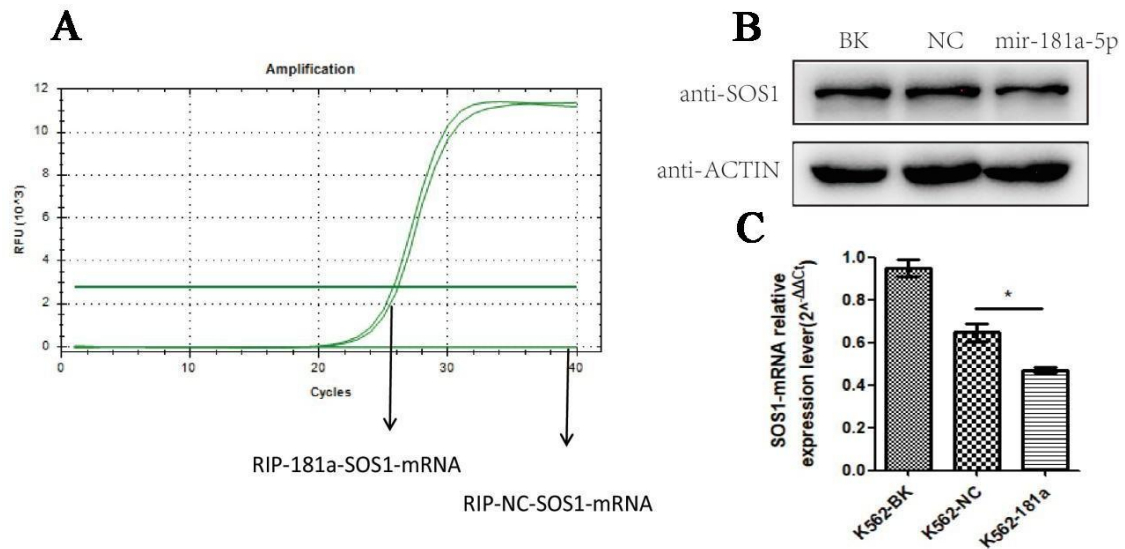 A
Amplification
12
10
8
6
4
2
0
RFU (10^3)
0 10 20 30 40
Cycles
RIP-181a-SOS1-mRNA
RIP-NC-SOS1-mRNA
B
BK NC mir-181a-5p
anti-SOS1
anti-ACTIN
C
SOS1-mRNA relative
expression lever(2^-ΔΔCt)
1.0
0.8
0.6
0.4
0.2
0.0
*
K562-BK
K562-NC
K562-181a